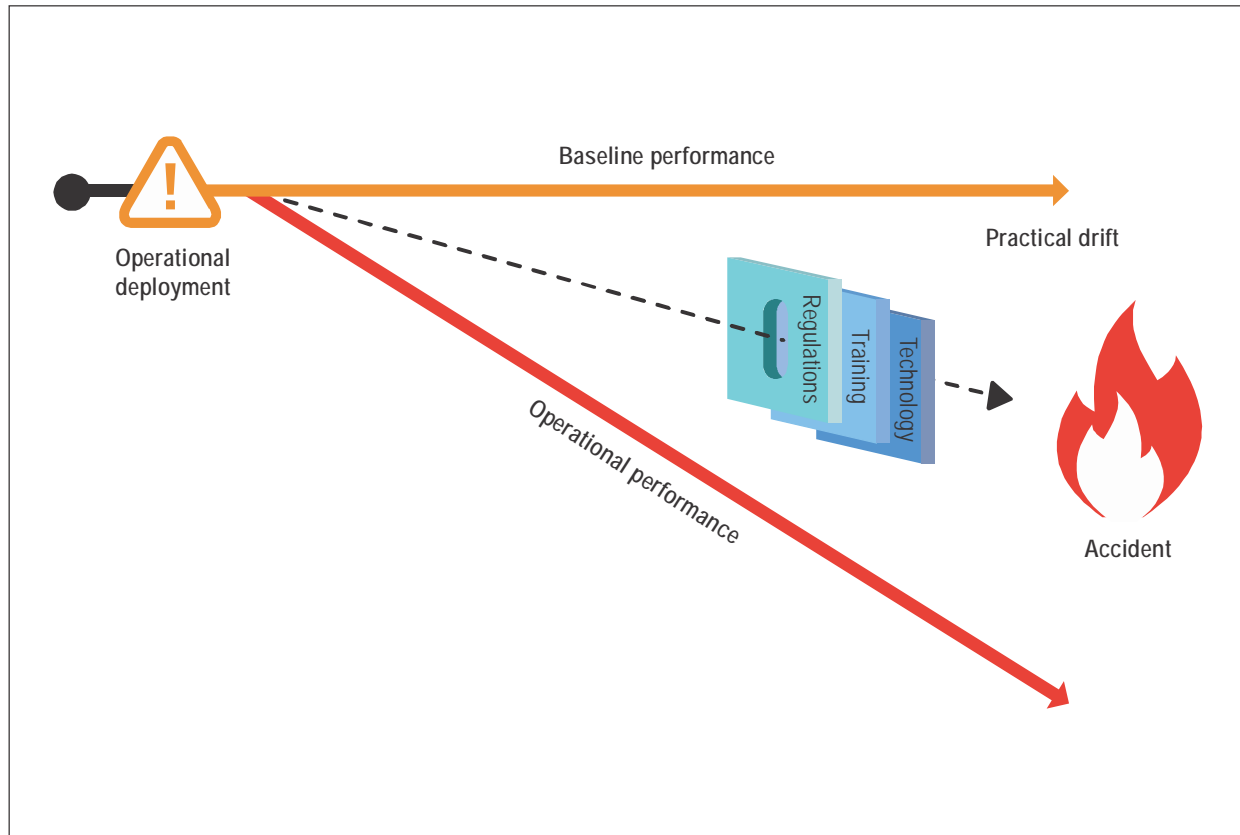 Baseline performance
Operational
deployment
Practical drift
Regulations
Training
Technology
Operational performance
Accident